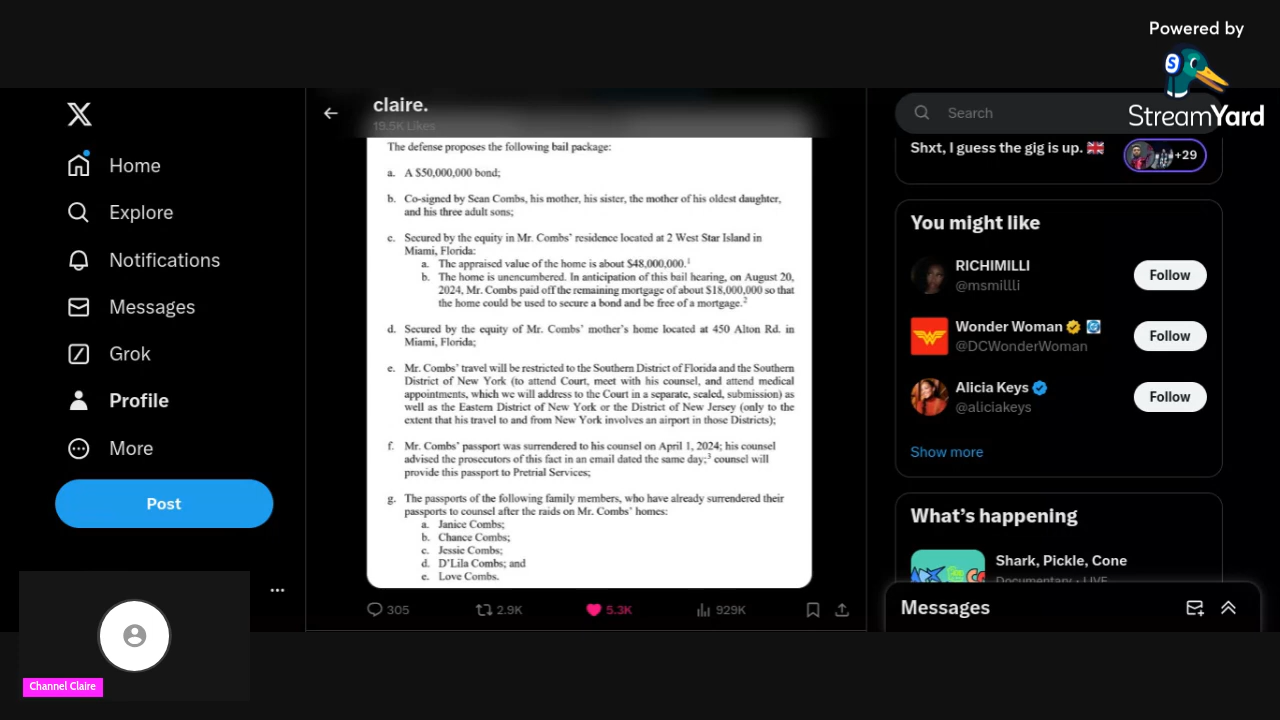 Powered by
StreamYard
claire.
19.5K Likes
Home
Explore
Notifications
Messages
Grok
Profile
More
Post
The defense proposes the following bail package:
a. A $50,000,000 bond;
b. Co-signed by Sean Combs, his mother, his sister, the mother of his oldest daughter,
and his three adult sons;
c. Secured by the equity in Mr. Combs' residence located at 2 West Star Island in
Miami, Florida:
a. The appraised value of the home is about $48,000,000.¹
b. The home is unencumbered. In anticipation of this bail hearing, on August 20,
2024, Mr. Combs paid off the remaining mortgage of about $18,000,000 so that
the home could be used to secure a bond and be free of a mortgage.²
d. Secured by the equity of Mr. Combs' mother's home located at 450 Alton Rd. in
Miami, Florida;
e. Mr. Combs' travel will be restricted to the Southern District of Florida and the Southern
District of New York (to attend Court, meet with his counsel, and attend medical
appointments, which we will address to the Court in a separate, sealed, submission) as
well as the Eastern District of New York or the District of New Jersey (only to the
extent that his travel to and from New York involves an airport in those Districts);
f. Mr. Combs' passport was surrendered to his counsel on April 1, 2024; his counsel
advised the prosecutors of this fact in an email dated the same day;³ counsel will
provide this passport to Pretrial Services;
g. The passports of the following family members, who have already surrendered their
passports to counsel after the raids on Mr. Combs' homes:
a. Janice Combs;
b. Chance Combs;
c. Jessie Combs;
d. D'Lila Combs; and
e. Love Combs.
305
2.9K
5.3K
929K
Search
Shxt, I guess the gig is up. 🇬🇧
+29
You might like
RICHIMILLI
@msmillli
Follow
Wonder Woman
@DCWonderWoman
Follow
Alicia Keys
@aliciakeys
Follow
Show more
What's happening
Shark, Pickle, Cone
Documentary · LIVE
Messages
Channel Claire